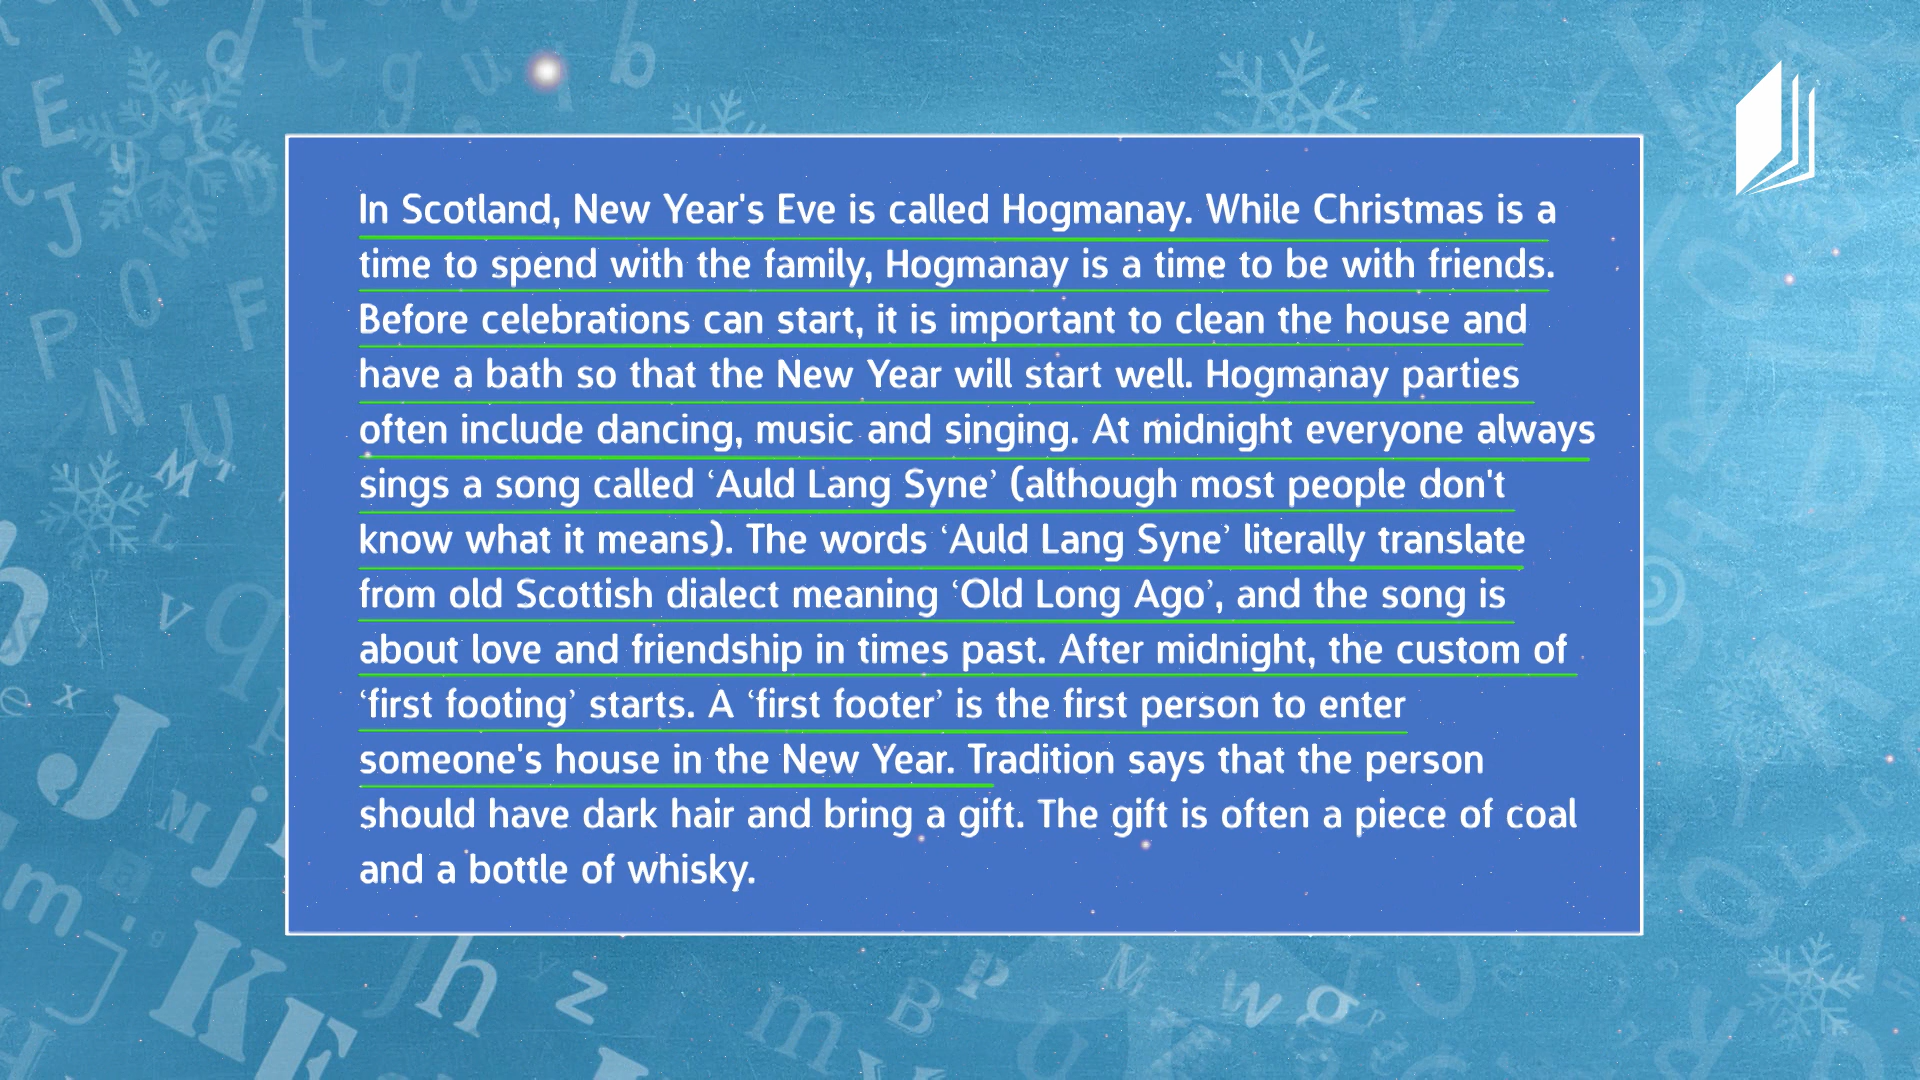 In Scotland, New Year's Eve is called Hogmanay. While Christmas is a
time to spend with the family, Hogmanay is a time to be with friends.
Before celebrations can start, it is important to clean the house and
have a bath so that the New Year will start well. Hogmanay parties
often include dancing, music and singing. At midnight everyone always
sings a song called ‘Auld Lang Syne’ (although most people don't
know what it means). The words ‘Auld Lang Syne’ literally translate
from old Scottish dialect meaning ‘Old Long Ago’, and the song is
about love and friendship in times past. After midnight, the custom of
‘first footing’ starts. A ‘first footer’ is the first person to enter
someone's house in the New Year. Tradition says that the person
should have dark hair and bring a gift. The gift is often a piece of coal
and a bottle of whisky.